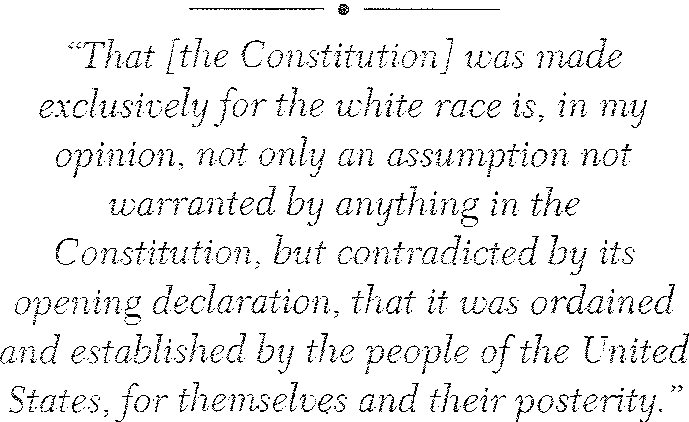 “That [the Constitution] was made
exclusively for the white race is, in my
opinion, not only an assumption not
warranted by anything in the
Constitution, but contradicted by its
opening declaration, that it was ordained
and established by the people of the United
States, for themselves and their posterity.”